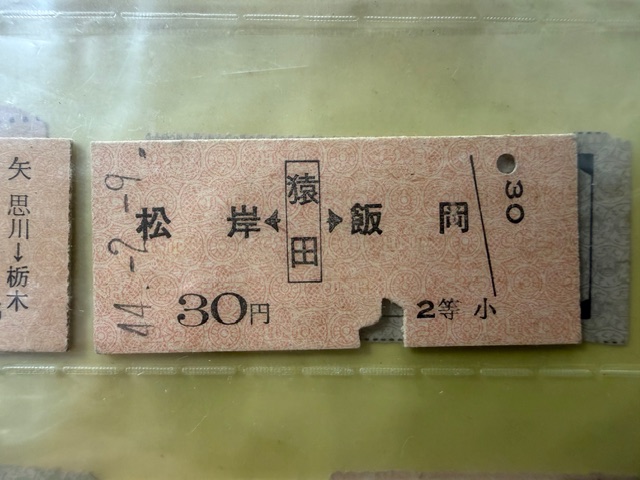 矢 思川→栃木
44.-2.-9.
松岸 ◀ 猿田 ▶ 飯岡
30円
2等 小
30